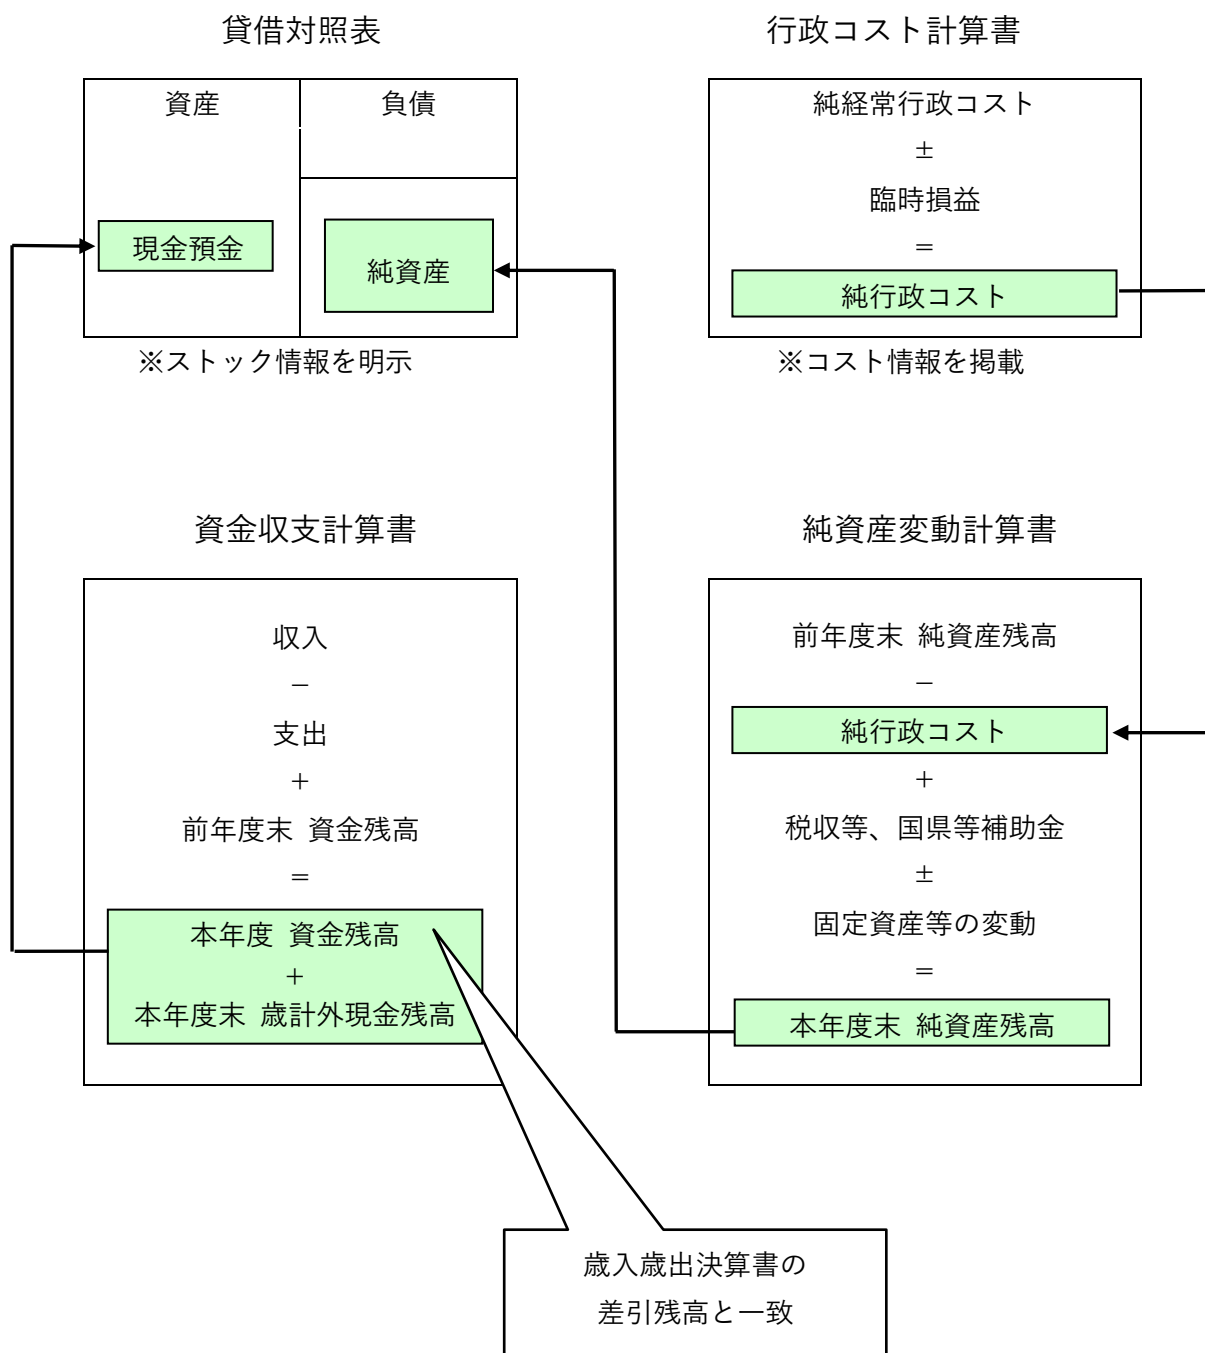 貸借対照表
資産
負債
現金預金
純資産
※ストック情報を明示
行政コスト計算書
純経常行政コスト
±
臨時損益
＝
純行政コスト
※コスト情報を掲載
資金収支計算書
収入
－
支出
＋
前年度末 資金残高
＝
本年度 資金残高
＋
本年度末 歳計外現金残高
純資産変動計算書
前年度末 純資産残高
－
純行政コスト
＋
税収等、国県等補助金
±
固定資産等の変動
＝
本年度末 純資産残高
歳入歳出決算書の
差引残高と一致